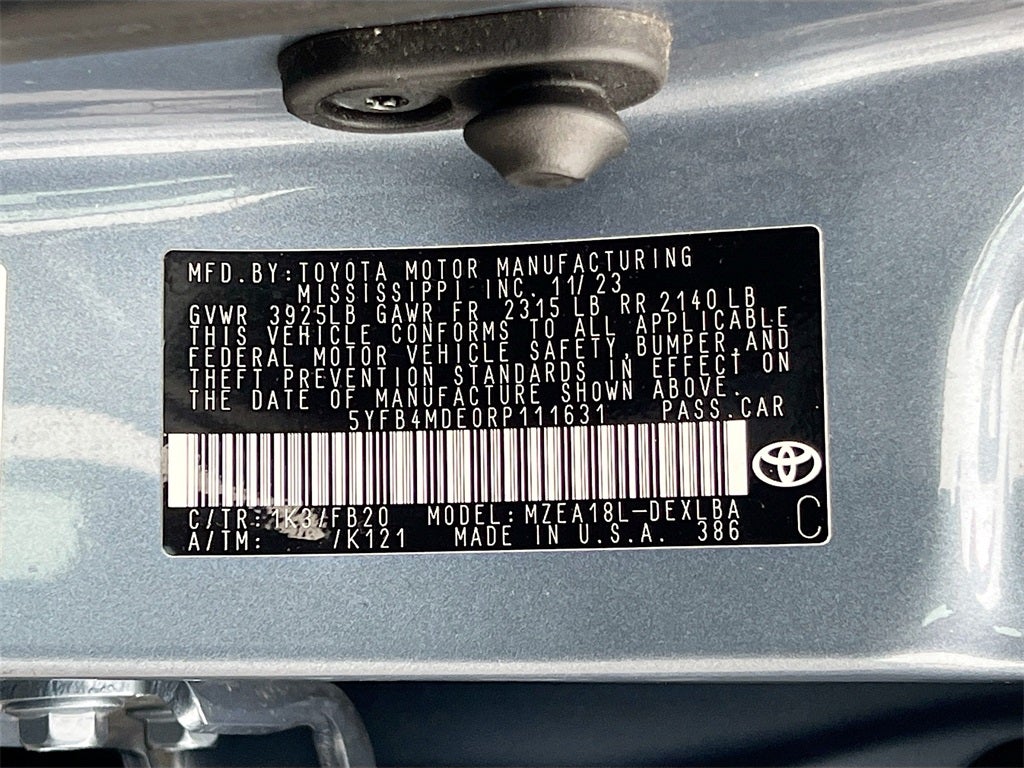 MFD.BY:TOYOTA MOTOR MANUFACTURING
MISSISSIPPI INC. 11/23
GVWR 3925LB GAWR FR 2315 LB RR 2140 LB
THIS VEHICLE CONFORMS TO ALL APPLICABLE
FEDERAL MOTOR VEHICLE SAFETY,BUMPER,AND
THEFT PREVENTION STANDARDS IN EFFECT ON
THE DATE OF MANUFACTURE SHOWN ABOVE.
5YFB4MDE0RP111631 PASS.CAR
C/TR:1K3/FB20 MODEL:MZEA18L-DEXLBA
A/TM: /K121 MADE IN U.S.A. 386
C